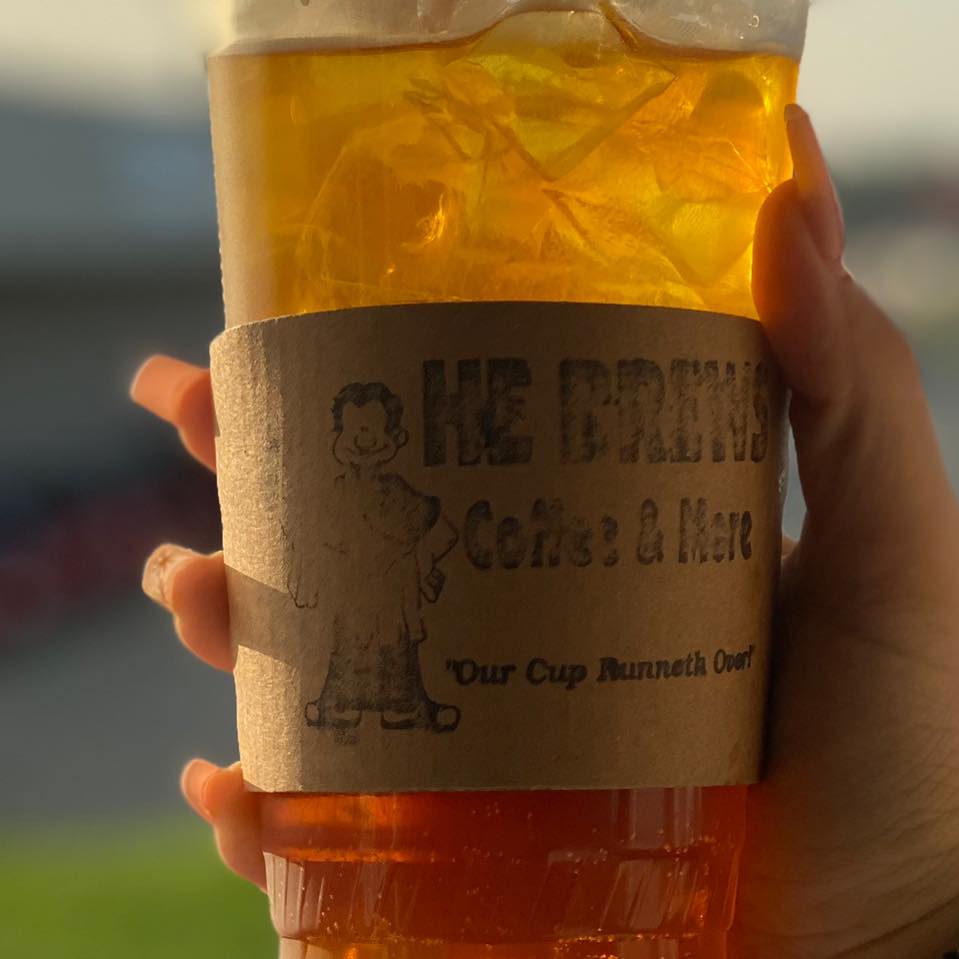 HE BREWS
Coffee & More
"Our Cup Runneth Over!"